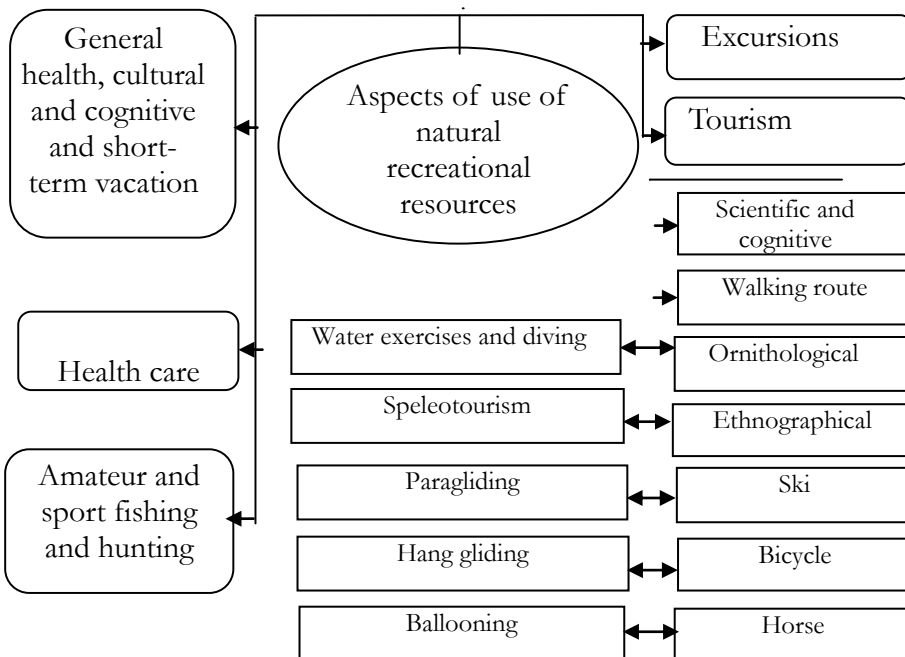 General
health, cultural
and cognitive
and short-
term vacation
Health care
Amateur and
sport fishing
and hunting
Aspects of use of
natural
recreational
resources
Excursions
Tourism
Scientific and
cognitive
Walking route
Water exercises and diving
Ornithological
Speleotourism
Ethnographical
Paragliding
Ski
Hang gliding
Bicycle
Ballooning
Horse